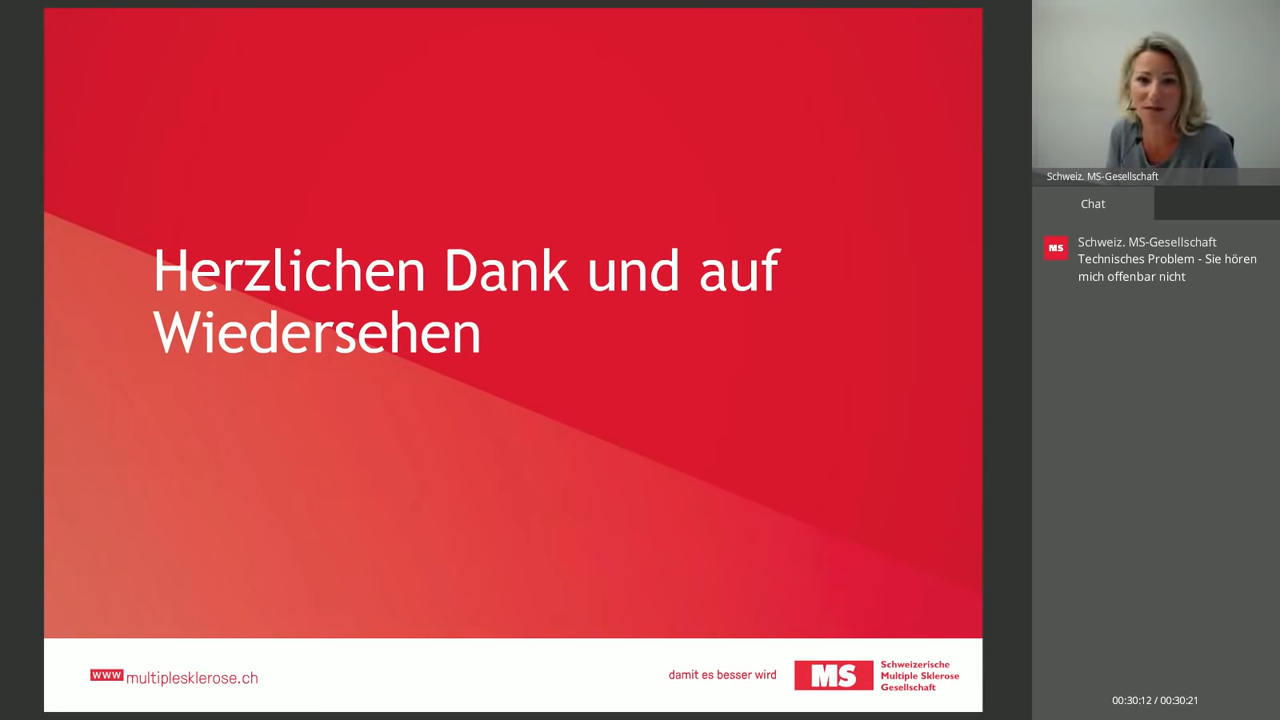 Herzlichen Dank und auf
Wiedersehen
www multiplesklerose.ch
damit es besser wird
MS
Schweizerische
Multiple Sklerose
Gesellschaft
Schweiz. MS-Gesellschaft
Chat
MS
Schweiz. MS-Gesellschaft
Technisches Problem - Sie hören
mich offenbar nicht
00:30:12 / 00:30:21